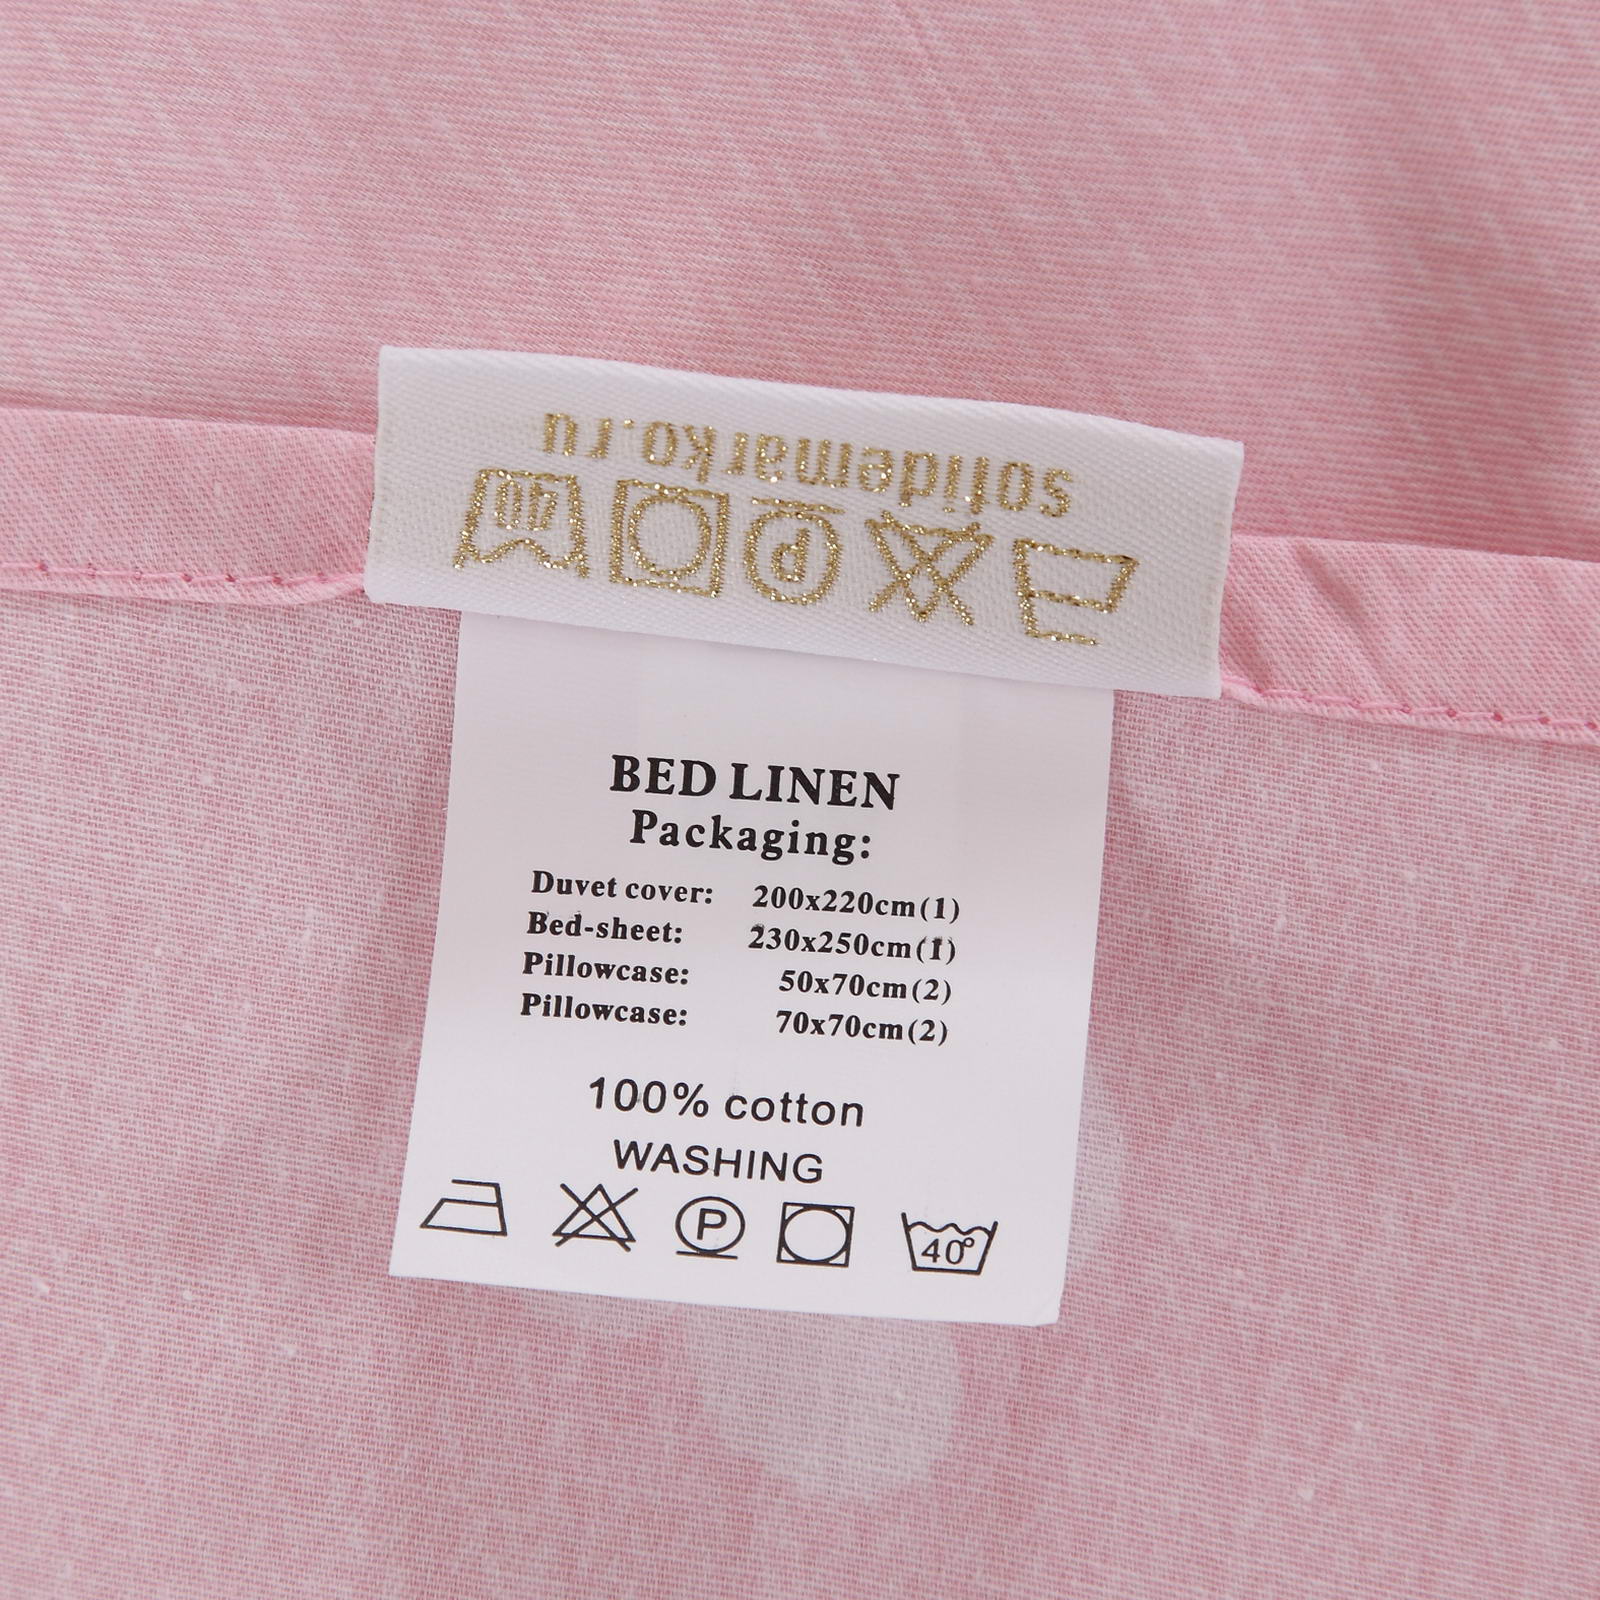 solidemarko.ru
40
P
BED LINEN
Packaging:
Duvet cover: 200x220cm(1)
Bed-sheet: 230x250cm(1)
Pillowcase: 50x70cm(2)
Pillowcase: 70x70cm(2)
100% cotton
WASHING
P
40°